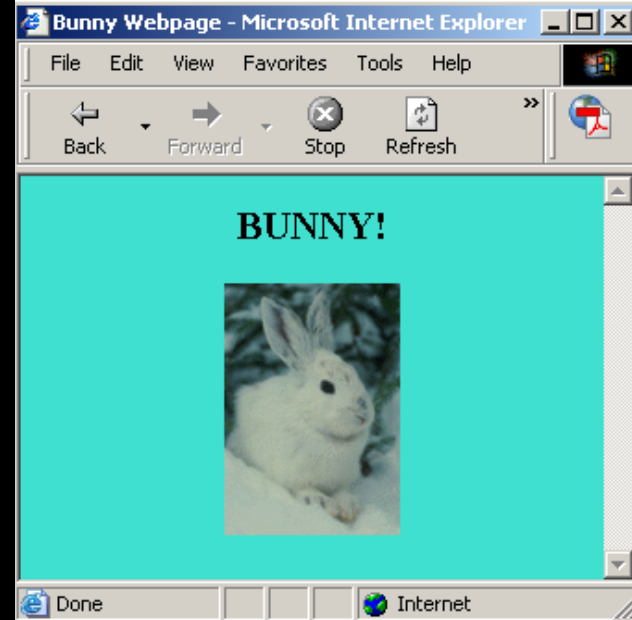 Bunny Webpage - Microsoft Internet Explorer
File Edit View Favorites Tools Help
Back Forward Stop Refresh »
BUNNY!
Done Internet